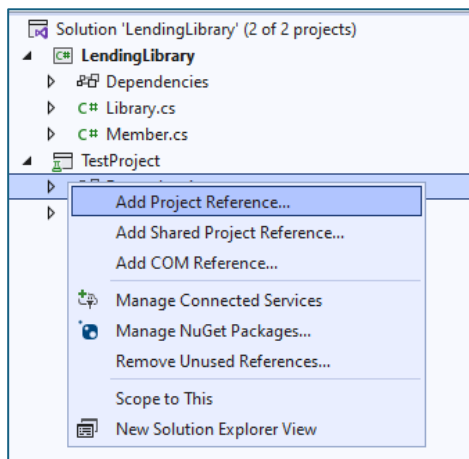 Solution 'LendingLibrary' (2 of 2 projects)
C# LendingLibrary
Dependencies
C# Library.cs
C# Member.cs
TestProject
Add Project Reference...
Add Shared Project Reference...
Add COM Reference...
Manage Connected Services
Manage NuGet Packages...
Remove Unused References...
Scope to This
New Solution Explorer View